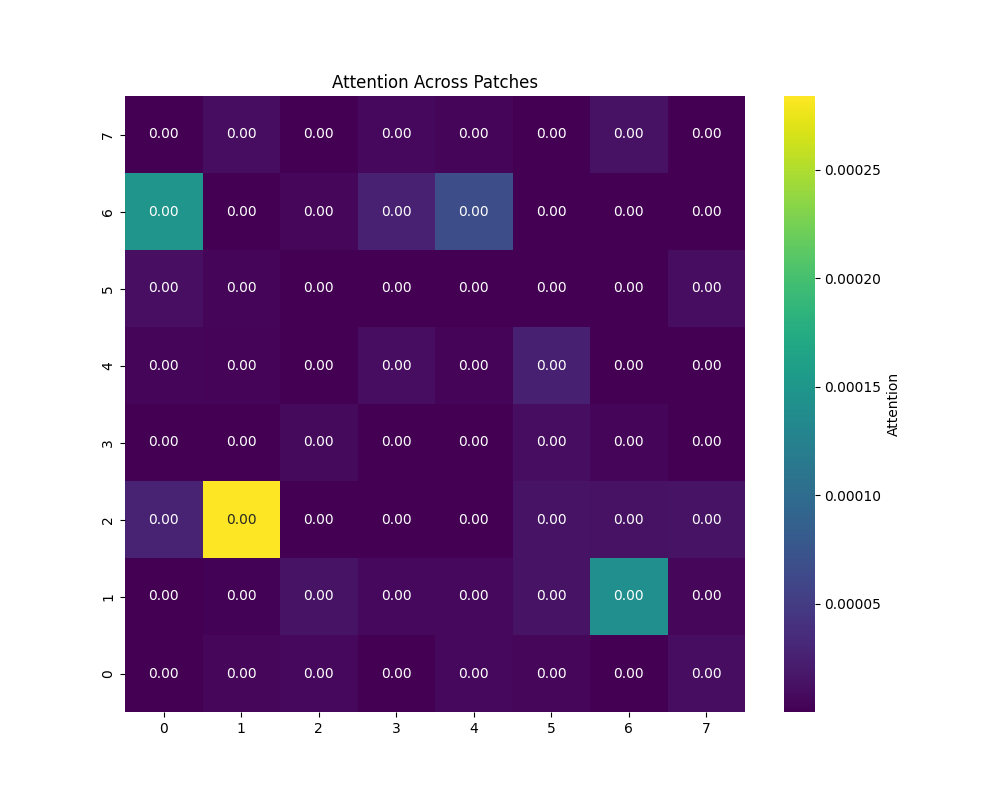 Attention Across Patches
7 0.00 0.00 0.00 0.00 0.00 0.00 0.00 0.00
0.00025
6 0.00 0.00 0.00 0.00 0.00 0.00 0.00 0.00
0.00020
5 0.00 0.00 0.00 0.00 0.00 0.00 0.00 0.00
4 0.00 0.00 0.00 0.00 0.00 0.00 0.00 0.00
0.00015
Attention
3 0.00 0.00 0.00 0.00 0.00 0.00 0.00 0.00
0.00010
2 0.00 0.00 0.00 0.00 0.00 0.00 0.00 0.00
1 0.00 0.00 0.00 0.00 0.00 0.00 0.00 0.00
0.00005
0 0.00 0.00 0.00 0.00 0.00 0.00 0.00 0.00
0 1 2 3 4 5 6 7